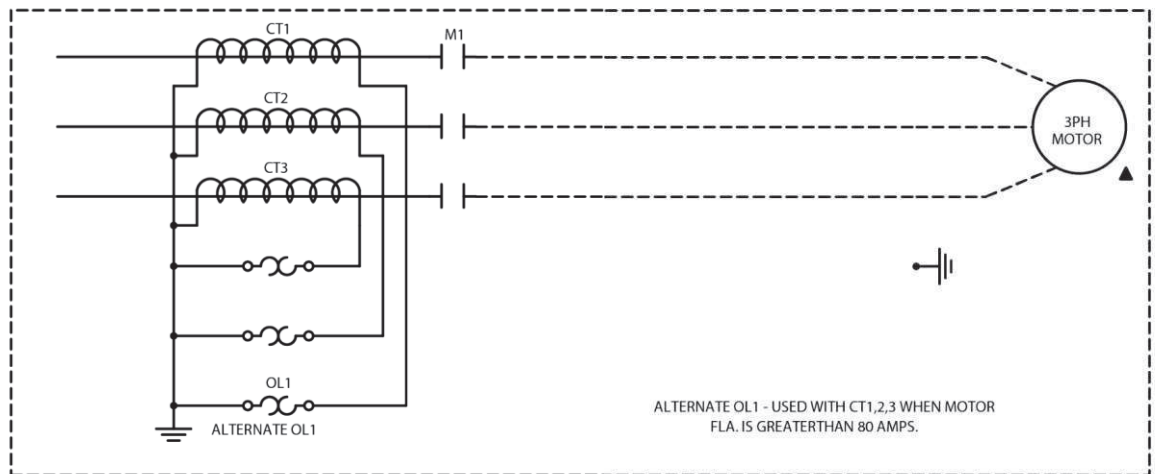 CT1
M1
CT2
3PH
MOTOR
CT3
OL1
ALTERNATE OL1
ALTERNATE OL1 - USED WITH CT1,2,3 WHEN MOTOR
FLA. IS GREATERTHAN 80 AMPS.